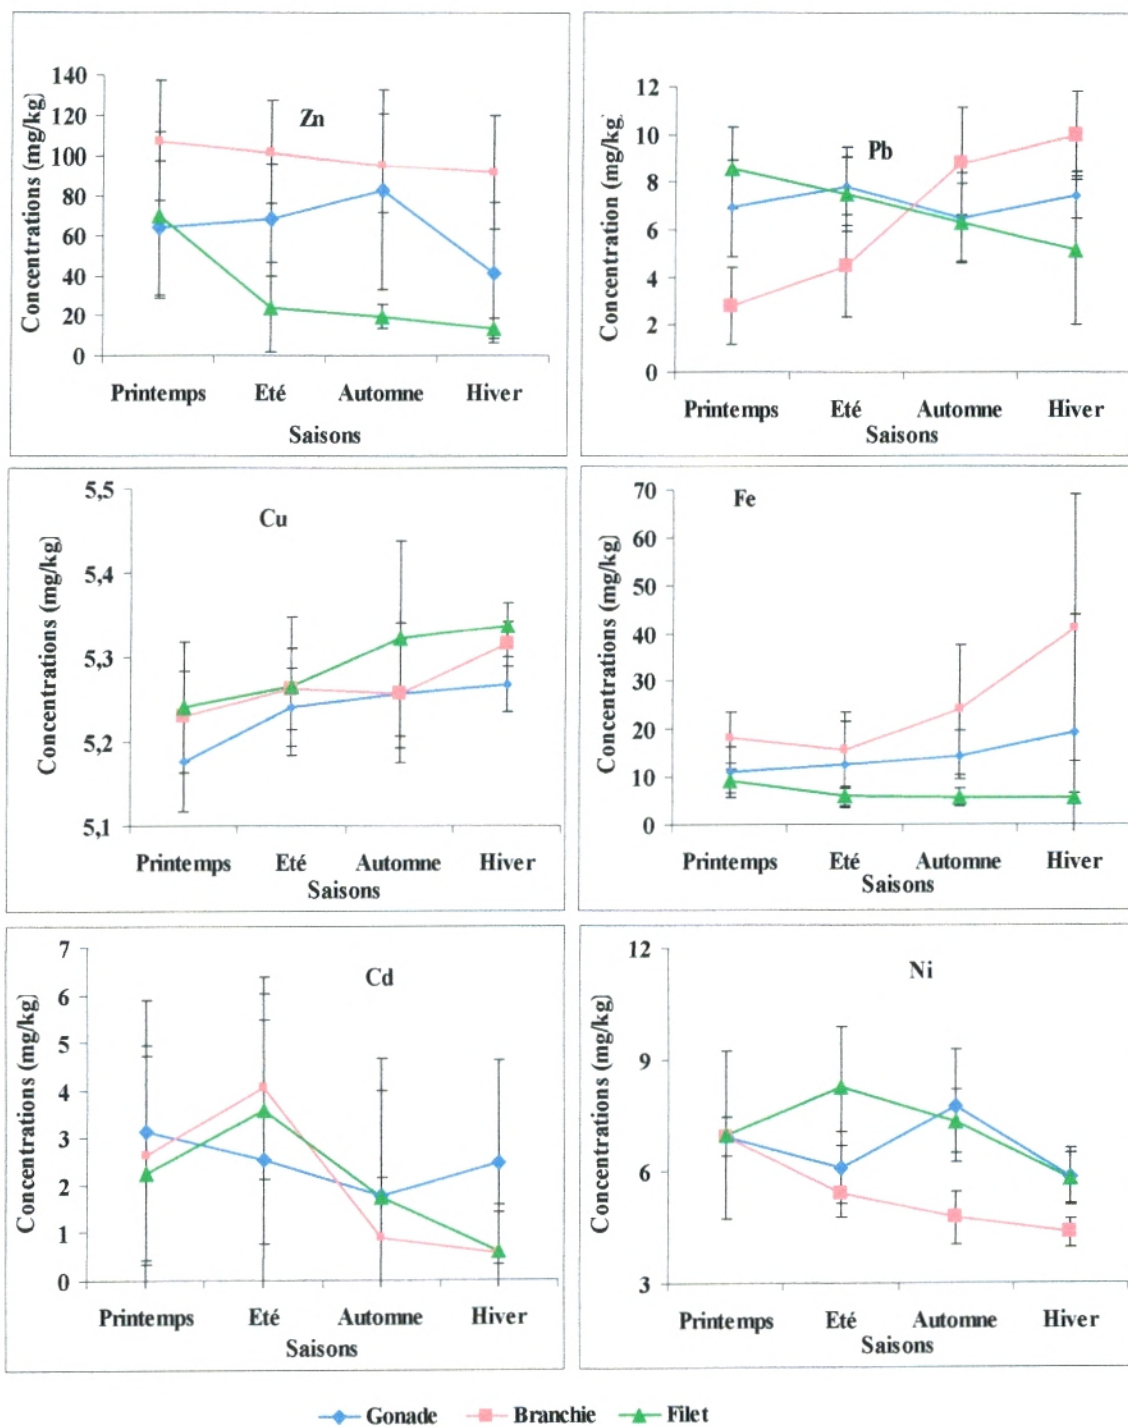 Zn
Concentrations (mg/kg)
140
120
100
80
60
40
20
0
Printemps Eté Automne Hiver
Saisons
Pb
Concentration (mg/kg)
12
10
8
6
4
2
0
Printemps Eté Automne Hiver
Saisons
Cu
Concentrations (mg/kg)
5,5
5,4
5,3
5,2
5,1
Printemps Eté Automne Hiver
Saisons
Fe
Concentrations (mg/kg)
70
60
50
40
30
20
10
0
Printemps Eté Automne Hiver
Saisons
Cd
Concentrations (mg/kg)
7
6
5
4
3
2
1
0
Printemps Eté Automne Hiver
Saisons
Ni
Concentrations (mg/kg)
12
9
6
3
Printemps Eté Automne Hiver
Saisons
Gonade Branchie Filet